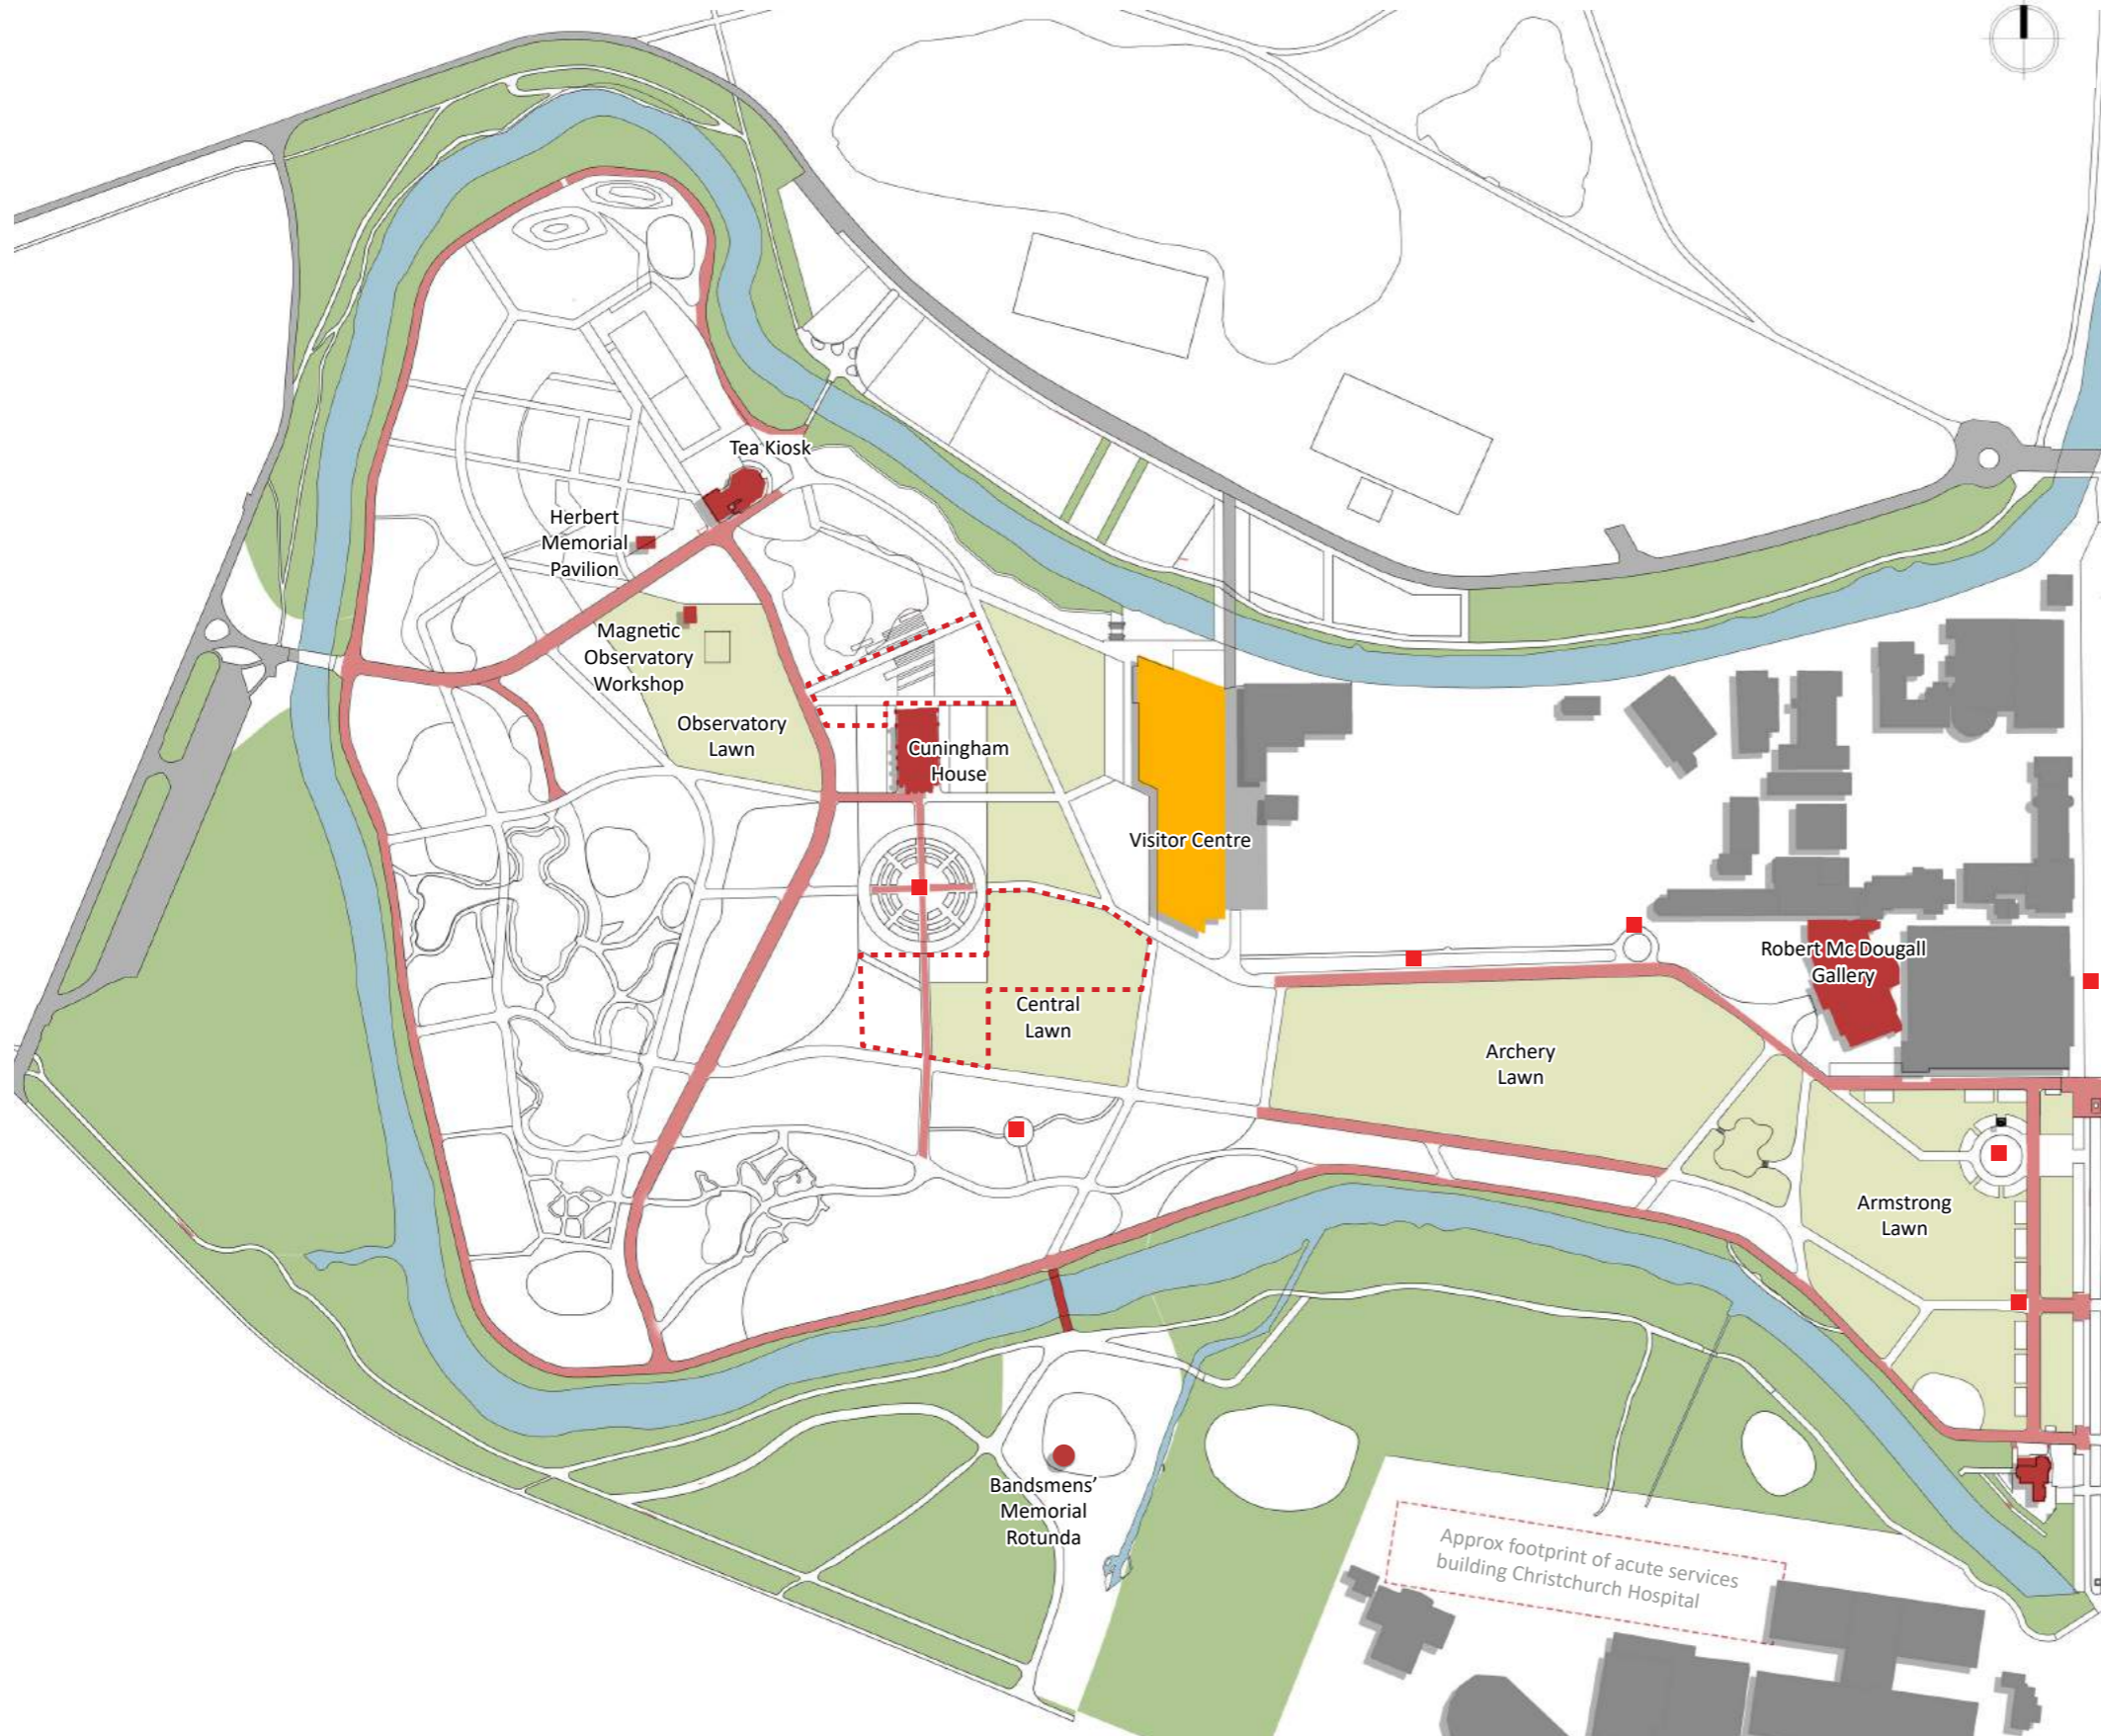 Tea Kiosk
Herbert
Memorial
Pavilion
Magnetic
Observatory
Workshop
Observatory
Lawn
Cuningham
House
Visitor Centre
Robert Mc Dougall
Gallery
Central
Lawn
Archery
Lawn
Armstrong
Lawn
Bandsmens’
Memorial
Rotunda
Approx footprint of acute services
building Christchurch Hospital